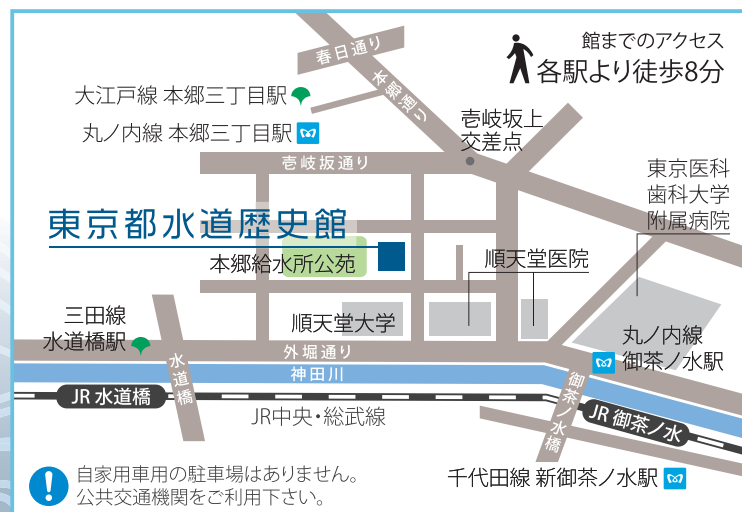 館までのアクセス
各駅より徒歩8分
春日通り
本郷通り
大江戸線 本郷三丁目駅
丸ノ内線 本郷三丁目駅
壱岐坂上
交差点
壱岐坂通り
東京医科
歯科大学
附属病院
東京都水道歴史館
本郷給水所公苑
順天堂医院
三田線
水道橋駅
順天堂大学
丸ノ内線
御茶ノ水駅
外堀通り
神田川
水道橋
御茶ノ水橋
JR 水道橋
JR中央・総武線
JR 御茶ノ水
千代田線 新御茶ノ水駅
自家用車用の駐車場はありません。
公共交通機関をご利用下さい。